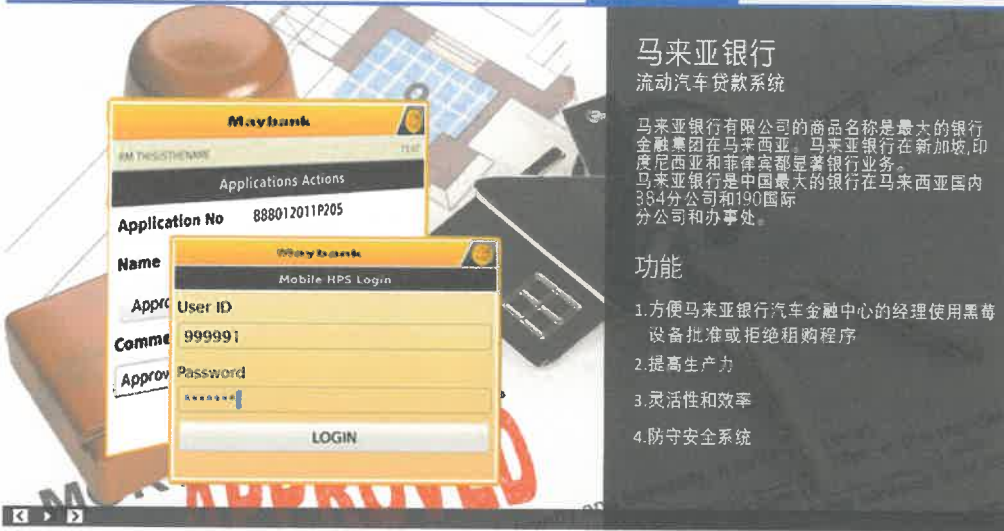 Maybank
RM THISISTHENAME
TEXT
Applications Actions
Application No 888012011P205
Name
Appro
Comme
Approv
Maybank
Mobile HPS Login
User ID
999991
Password
*******
LOGIN
APPROVED
马来亚银行
流动汽车贷款系统
马来亚银行有限公司的商品名称是最大的银行
金融集团在马来西亚。马来亚银行在新加坡,印
度尼西亚和菲律宾都显著银行业务。
马来亚银行是中国最大的银行在马来西亚国内
384分公司和190国际
分公司和办事处。
功能
1.方便马来亚银行汽车金融中心的经理使用黑莓
设备批准或拒绝租购程序
2.提高生产力
3.灵活性和效率
4.防守安全系统